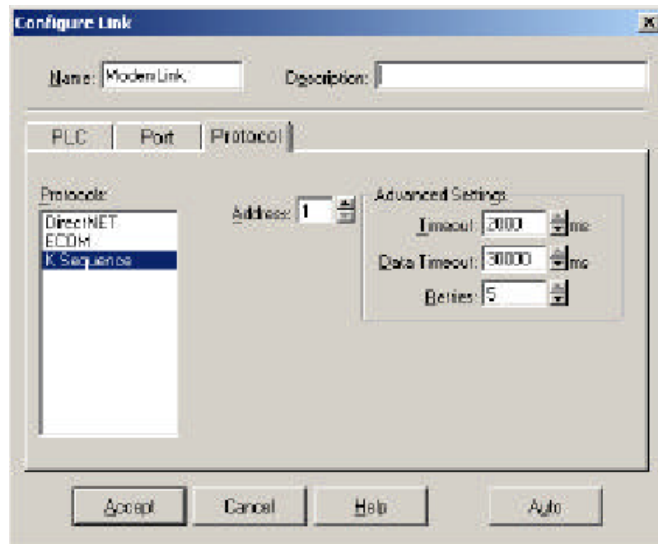 Configure Link
Name: ModemLink Description:
PLC Port Protocol
Protocols:
DirectNET
ECOM
K Sequence
Address: 1
Advanced Settings
Timeout: 2000 ms
Data Timeout: 30000 ms
Retries: 5
Accept Cancel Help Auto